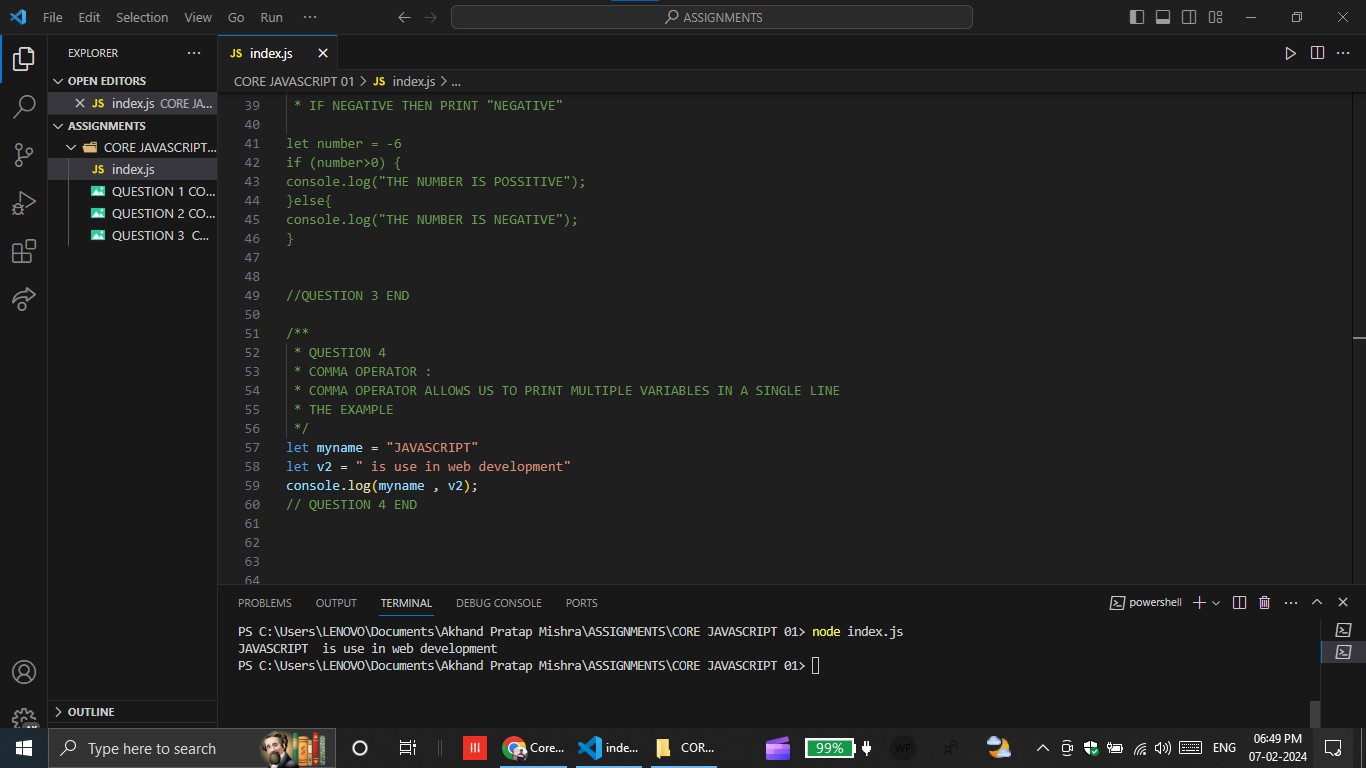 File Edit Selection View Go Run ··· ASSIGNMENTS
EXPLORER ···
OPEN EDITORS
JS index.js CORE JA...
ASSIGNMENTS
CORE JAVASCRIPT...
JS index.js
QUESTION 1 CO...
QUESTION 2 CO...
QUESTION 3 C...
OUTLINE
JS index.js
CORE JAVASCRIPT 01 > JS index.js > ...
39 * IF NEGATIVE THEN PRINT "NEGATIVE"
40
41 let number = -6
42 if (number>0) {
43 console.log("THE NUMBER IS POSSITIVE");
44 }else{
45 console.log("THE NUMBER IS NEGATIVE");
46 }
47
48
49 //QUESTION 3 END
50
51 /**
52 * QUESTION 4
53 * COMMA OPERATOR :
54 * COMMA OPERATOR ALLOWS US TO PRINT MULTIPLE VARIABLES IN A SINGLE LINE
55 * THE EXAMPLE
56 */
57 let myname = "JAVASCRIPT"
58 let v2 = " is use in web development"
59 console.log(myname , v2);
60 // QUESTION 4 END
61
62
63
64
PROBLEMS OUTPUT TERMINAL DEBUG CONSOLE PORTS powershell ···
PS C:\Users\LENOVO\Documents\Akhand Pratap Mishra\ASSIGNMENTS\CORE JAVASCRIPT 01> node index.js
JAVASCRIPT  is use in web development
PS C:\Users\LENOVO\Documents\Akhand Pratap Mishra\ASSIGNMENTS\CORE JAVASCRIPT 01>
Type here to search Core... inde... COR... 99% WP ENG 06:49 PM
07-02-2024